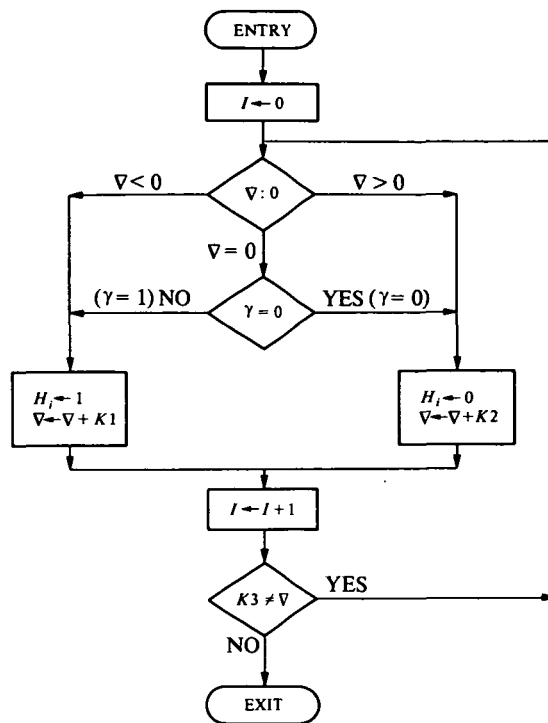 ENTRY
I ← 0
∇ < 0
∇ : 0
∇ > 0
∇ = 0
(γ = 1) NO
γ = 0
YES (γ = 0)
H_i ← 1
∇ ← ∇ + K1
H_i ← 0
∇ ← ∇ + K2
I ← I + 1
K3 ≠ ∇
YES
NO
EXIT